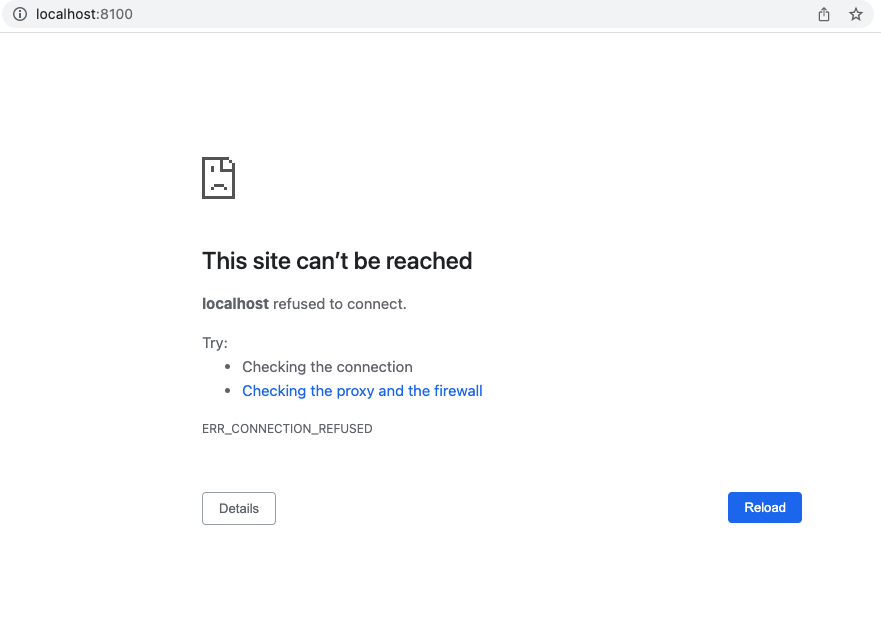 localhost:8100
This site can’t be reached
localhost refused to connect.
Try:
Checking the connection
Checking the proxy and the firewall
ERR_CONNECTION_REFUSED
Details
Reload